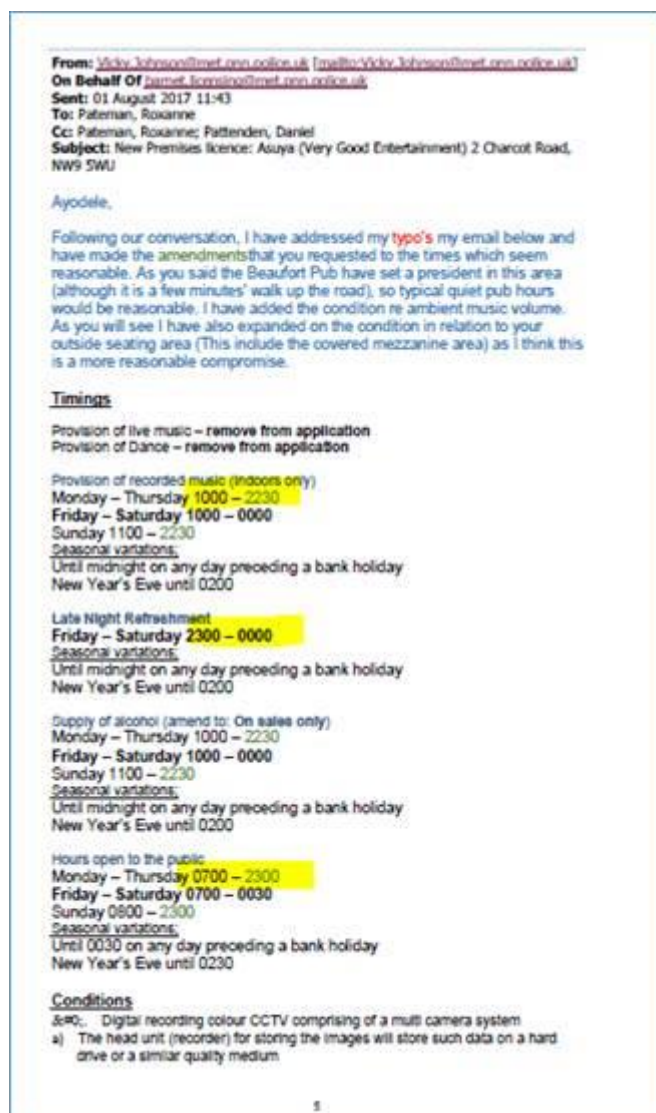 From: Vicky.Johnson@met.pnn.police.uk [mailto:Vicky.Johnson@met.pnn.police.uk]
On Behalf Of barnet.licensing@met.pnn.police.uk
Sent: 01 August 2017 11:43
To: Pateman, Roxanne
Cc: Pateman, Roxanne; Pattenden, Daniel
Subject: New Premises licence: Asuya (Very Good Entertainment) 2 Charcot Road,
NW9 5WU
Ayodele,
Following our conversation, I have addressed my typo's my email below and
have made the amendmentsthat you requested to the times which seem
reasonable. As you said the Beaufort Pub have set a president in this area
(although it is a few minutes' walk up the road), so typical quiet pub hours
would be reasonable. I have added the condition re ambient music volume.
As you will see I have also expanded on the condition in relation to your
outside seating area (This include the covered mezzanine area) as I think this
is a more reasonable compromise.
Timings
Provision of live music – remove from application
Provision of Dance – remove from application
Provision of recorded music (Indoors only)
Monday – Thursday 1000 – 2230
Friday – Saturday 1000 – 0000
Sunday 1100 – 2230
Seasonal variations;
Until midnight on any day preceding a bank holiday
New Year's Eve until 0200
Late Night Refreshment
Friday – Saturday 2300 – 0000
Seasonal variations;
Until midnight on any day preceding a bank holiday
New Year's Eve until 0200
Supply of alcohol (amend to: On sales only)
Monday – Thursday 1000 – 2230
Friday – Saturday 1000 – 0000
Sunday 1100 – 2230
Seasonal variations;
Until midnight on any day preceding a bank holiday
New Year's Eve until 0200
Hours open to the public
Monday – Thursday 0700 – 2300
Friday – Saturday 0700 – 0030
Sunday 0800 – 2300
Seasonal variations;
Until 0030 on any day preceding a bank holiday
New Year's Eve until 0230
Conditions
&#0;. Digital recording colour CCTV comprising of a multi camera system
a) The head unit (recorder) for storing the images will store such data on a hard
drive or a similar quality medium
5